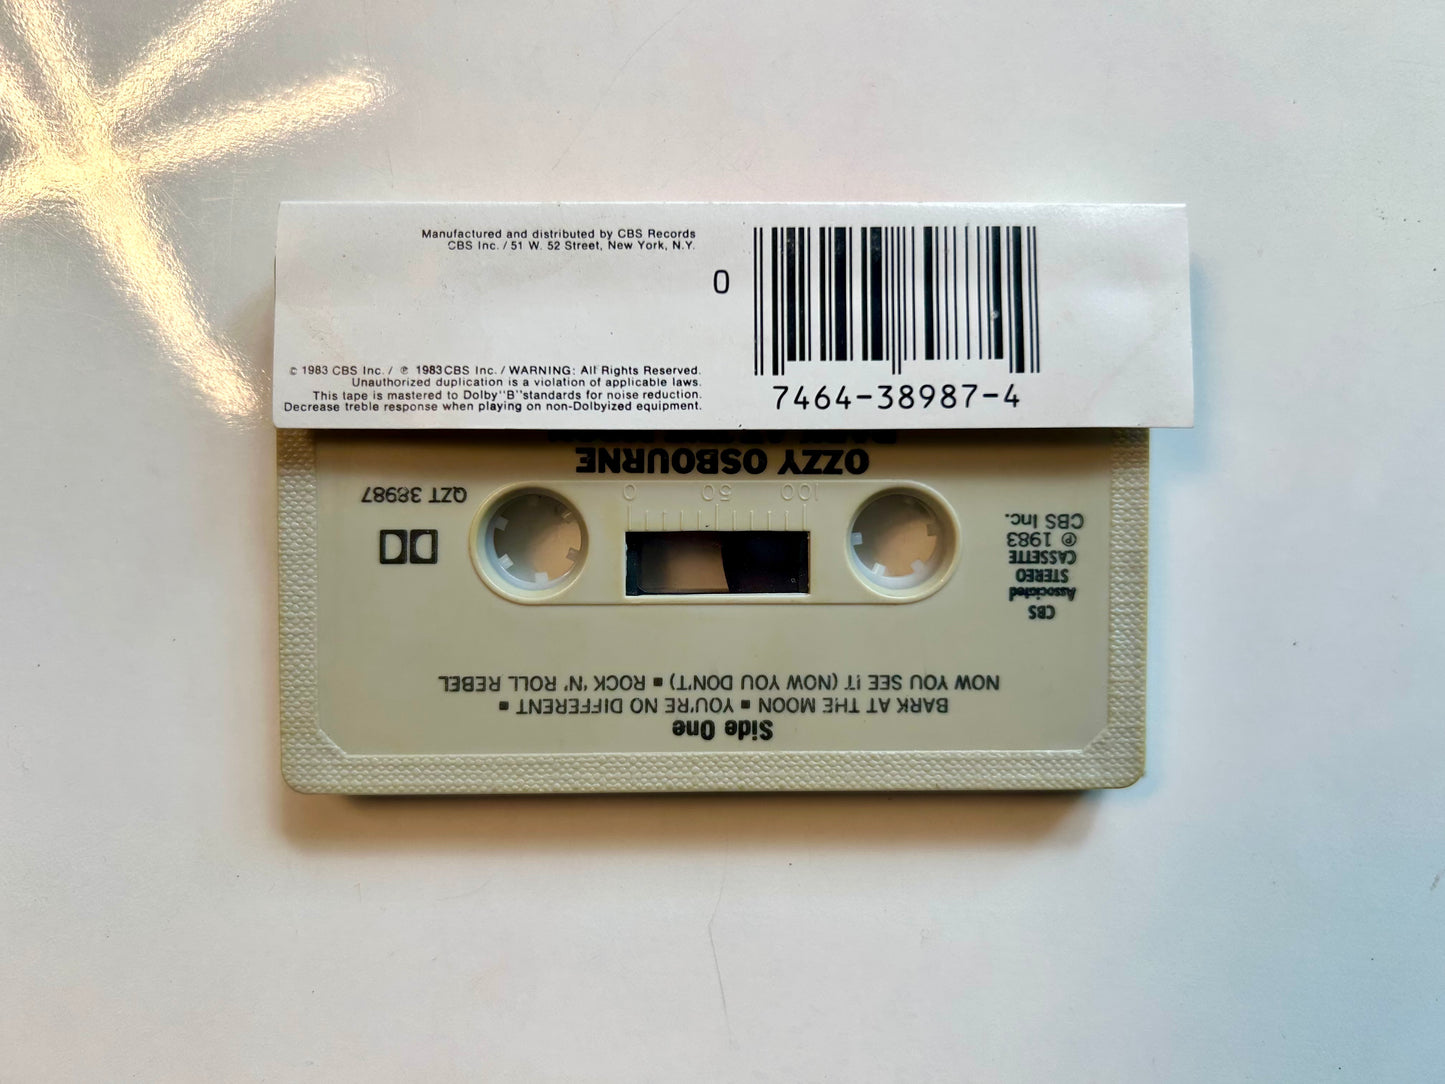 Manufactured and distributed by CBS Records
CBS Inc. / 51 W. 52 Street, New York, N.Y.
0
7464-38987-4
© 1983 CBS Inc. / ℗ 1983 CBS Inc. / WARNING: All Rights Reserved.
Unauthorized duplication is a violation of applicable laws.
This tape is mastered to Dolby "B" standards for noise reduction.
Decrease treble response when playing on non-Dolbyized equipment.
Side One
BARK AT THE MOON ▪ YOU'RE NO DIFFERENT ▪
NOW YOU SEE IT (NOW YOU DON'T) ▪ ROCK 'N' ROLL REBEL
CBS
Associated
STEREO
CASSETTE
℗ 1983
CBS Inc.
100 50 0
QZT 38987
OZZY OSBOURNE